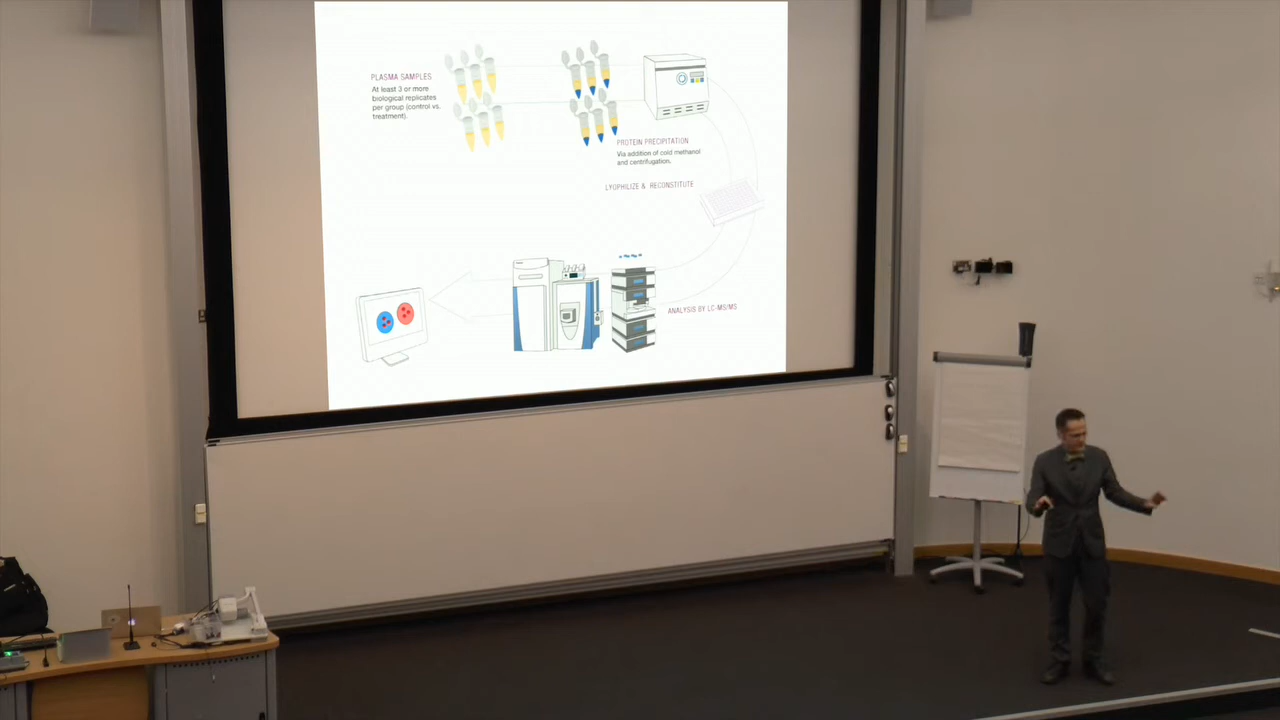 PLASMA SAMPLES
At least 3 or more
biological replicates
per group (control vs.
treatment).
PROTEIN PRECIPITATION
Via addition of cold methanol
and centrifugation.
LYOPHILIZE & RECONSTITUTE
ANALYSIS BY LC-MS/MS